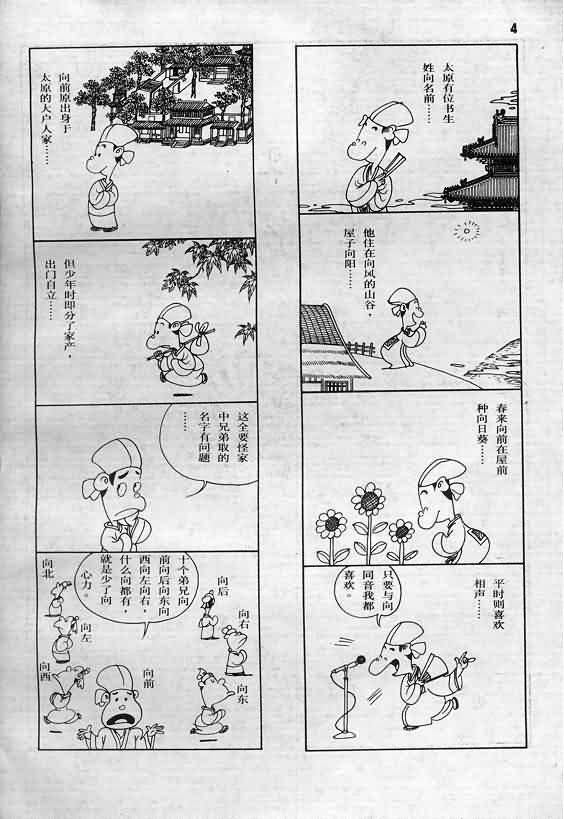 4
太原有位书生
姓向名前……
他住在向风的山谷，
屋子向阳……
春来向前在屋前
种向日葵……
平时则喜欢
相声……
只要与向
同音我都
喜欢。
向前原出身于
太原的大户人家……
但少年时即分了家产，
出门自立……
这全要怪家
中兄弟取的
名字有问题
……
十个弟兄向
前向后向东向
西向左向右，
什么向都有，
就是少了向
心力。
向后
向右
向东
向前
向北
向左
向西